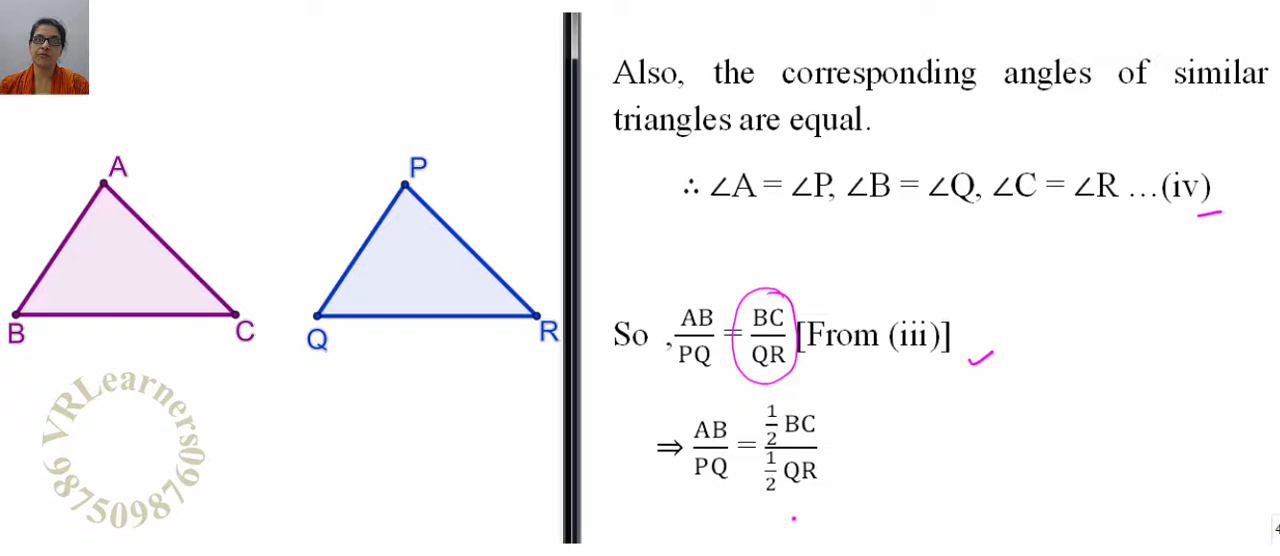 A
B
C
P
Q
R
VRLearners
9875098760
Also, the corresponding angles of similar
triangles are equal.
∴ ∠A = ∠P, ∠B = ∠Q, ∠C = ∠R …(iv)
So , AB/PQ = BC/QR [From (iii)]
⇒ AB/PQ = (1/2 BC)/(1/2 QR)
4